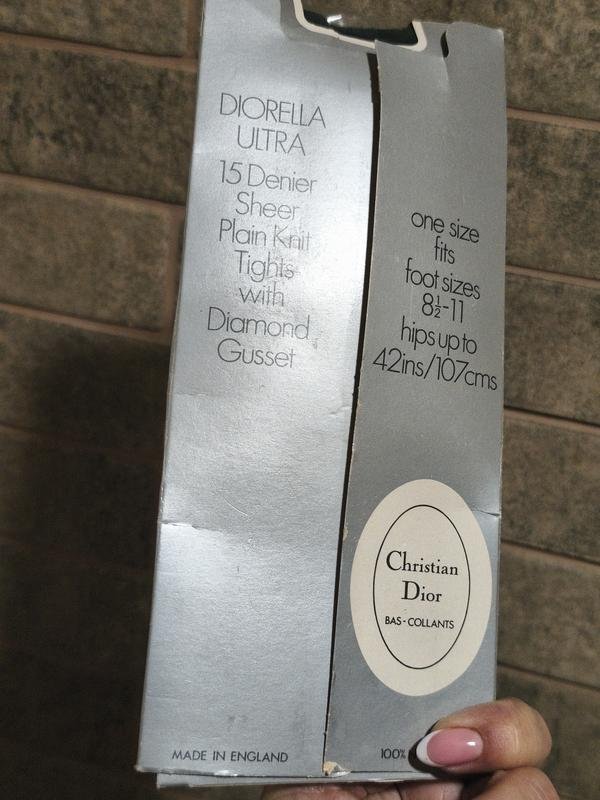 DIORELLA
ULTRA
15 Denier
Sheer
Plain Knit
Tights
with
Diamond
Gusset
MADE IN ENGLAND
one size
fits
foot sizes
8½-11
hips up to
42ins/107cms
Christian
Dior
BAS-COLLANTS
100%